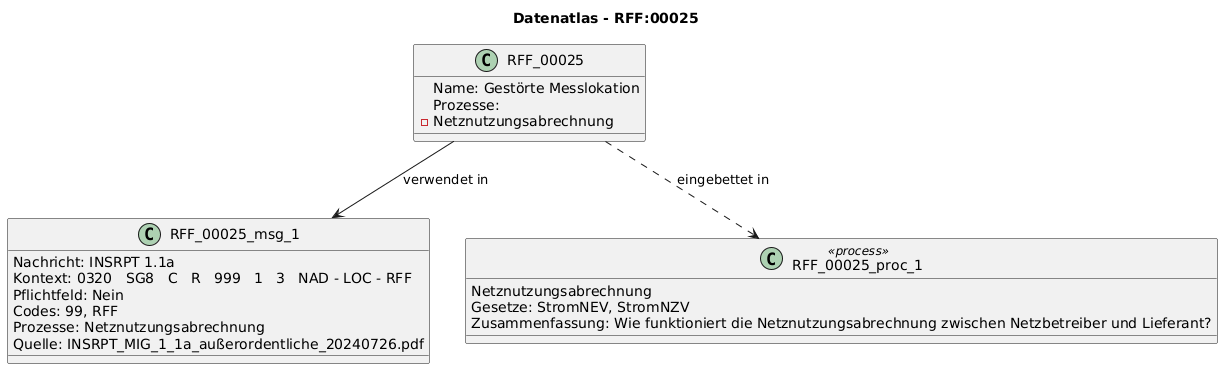 Datenatlas - RFF:00025
C RFF_00025
Name: Gestörte Messlokation
Prozesse:
Netznutzungsabrechnung
verwendet in
eingebettet in
C RFF_00025_msg_1
Nachricht: INSRPT 1.1a
Kontext: 0320 SG8 C R 999 1 3 NAD - LOC - RFF
Pflichtfeld: Nein
Codes: 99, RFF
Prozesse: Netznutzungsabrechnung
Quelle: INSRPT_MIG_1_1a_außerordentliche_20240726.pdf
«process»
C RFF_00025_proc_1
Netznutzungsabrechnung
Gesetze: StromNEV, StromNZV
Zusammenfassung: Wie funktioniert die Netznutzungsabrechnung zwischen Netzbetreiber und Lieferant?